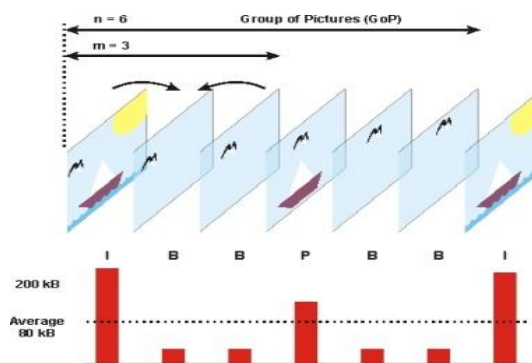 n = 6 Group of Pictures (GoP)
m = 3
I B B P B B I
200 kB
Average
80 kB